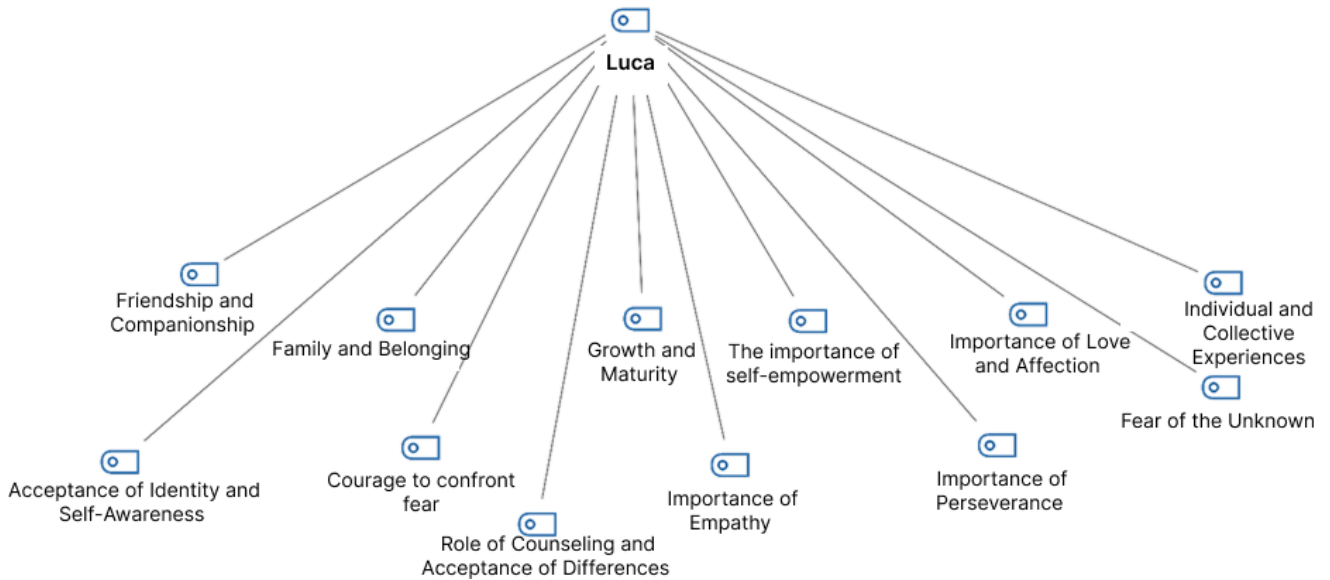 Luca
Friendship and
Companionship
Family and Belonging
Growth and
Maturity
The importance of
self-empowerment
Importance of Love
and Affection
Individual and
Collective
Experiences
Fear of the Unknown
Acceptance of Identity and
Self-Awareness
Courage to confront
fear
Role of Counseling and
Acceptance of Differences
Importance of
Empathy
Importance of
Perseverance